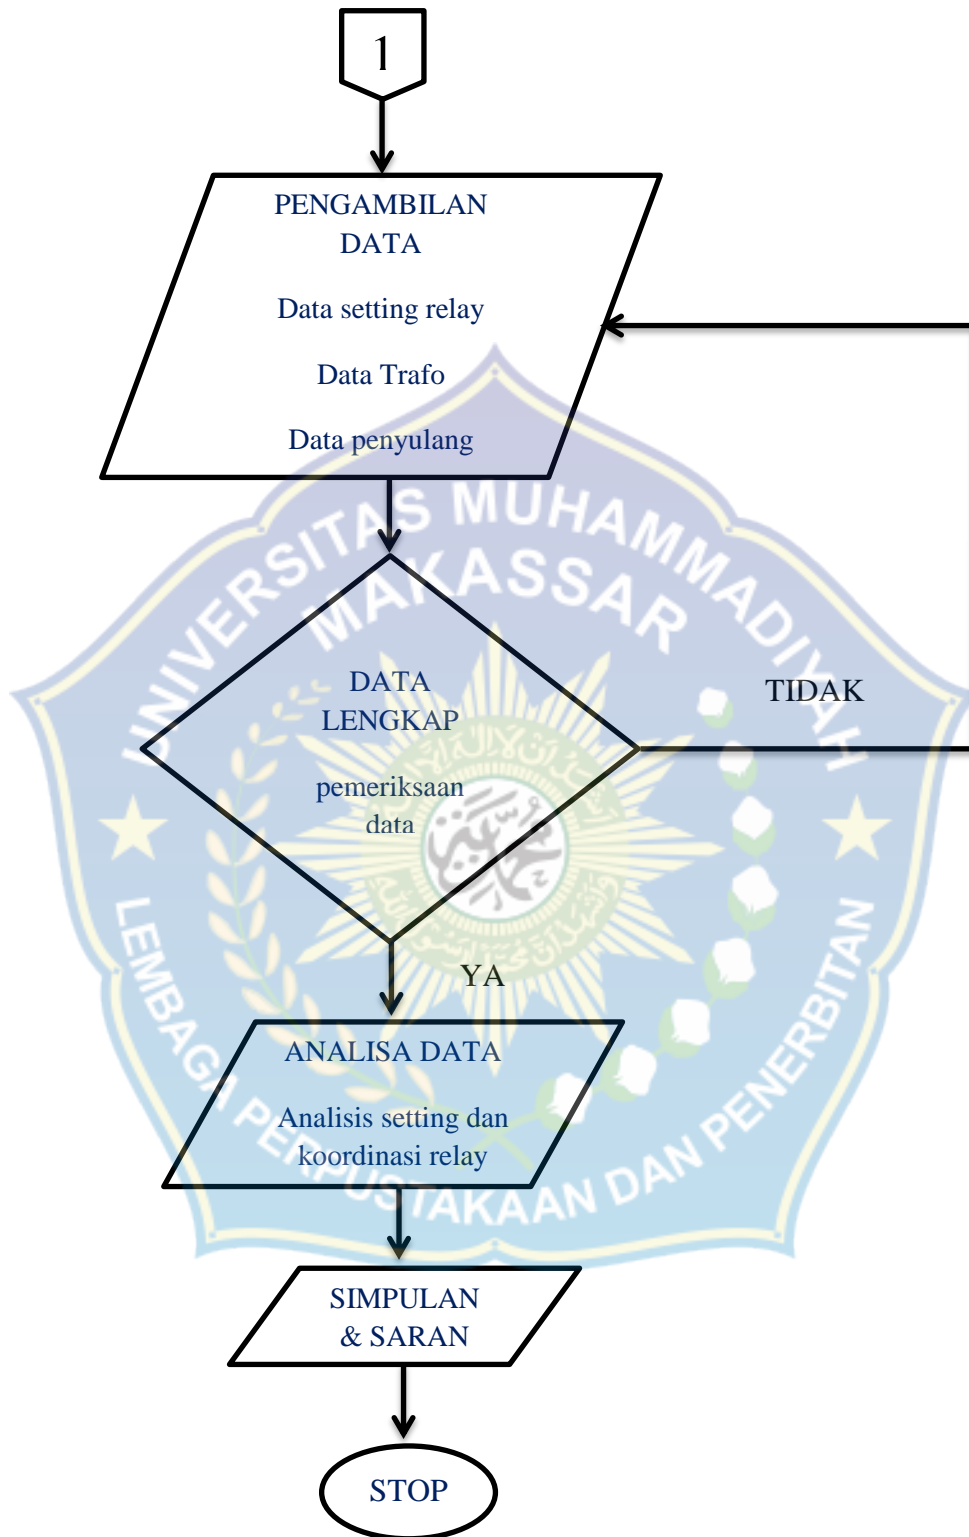 1
PENGAMBILAN
DATA
Data setting relay
Data Trafo
Data penyulang
UNIVERSITAS MUHAMMADIYAH
MAKASSAR
DATA
LENGKAP
pemeriksaan
data
TIDAK
YA
ANALISA DATA
Analisis setting dan
koordinasi relay
LEMBAGA PERPUSTAKAAN DAN PENERBITAN
SIMPULAN
& SARAN
STOP